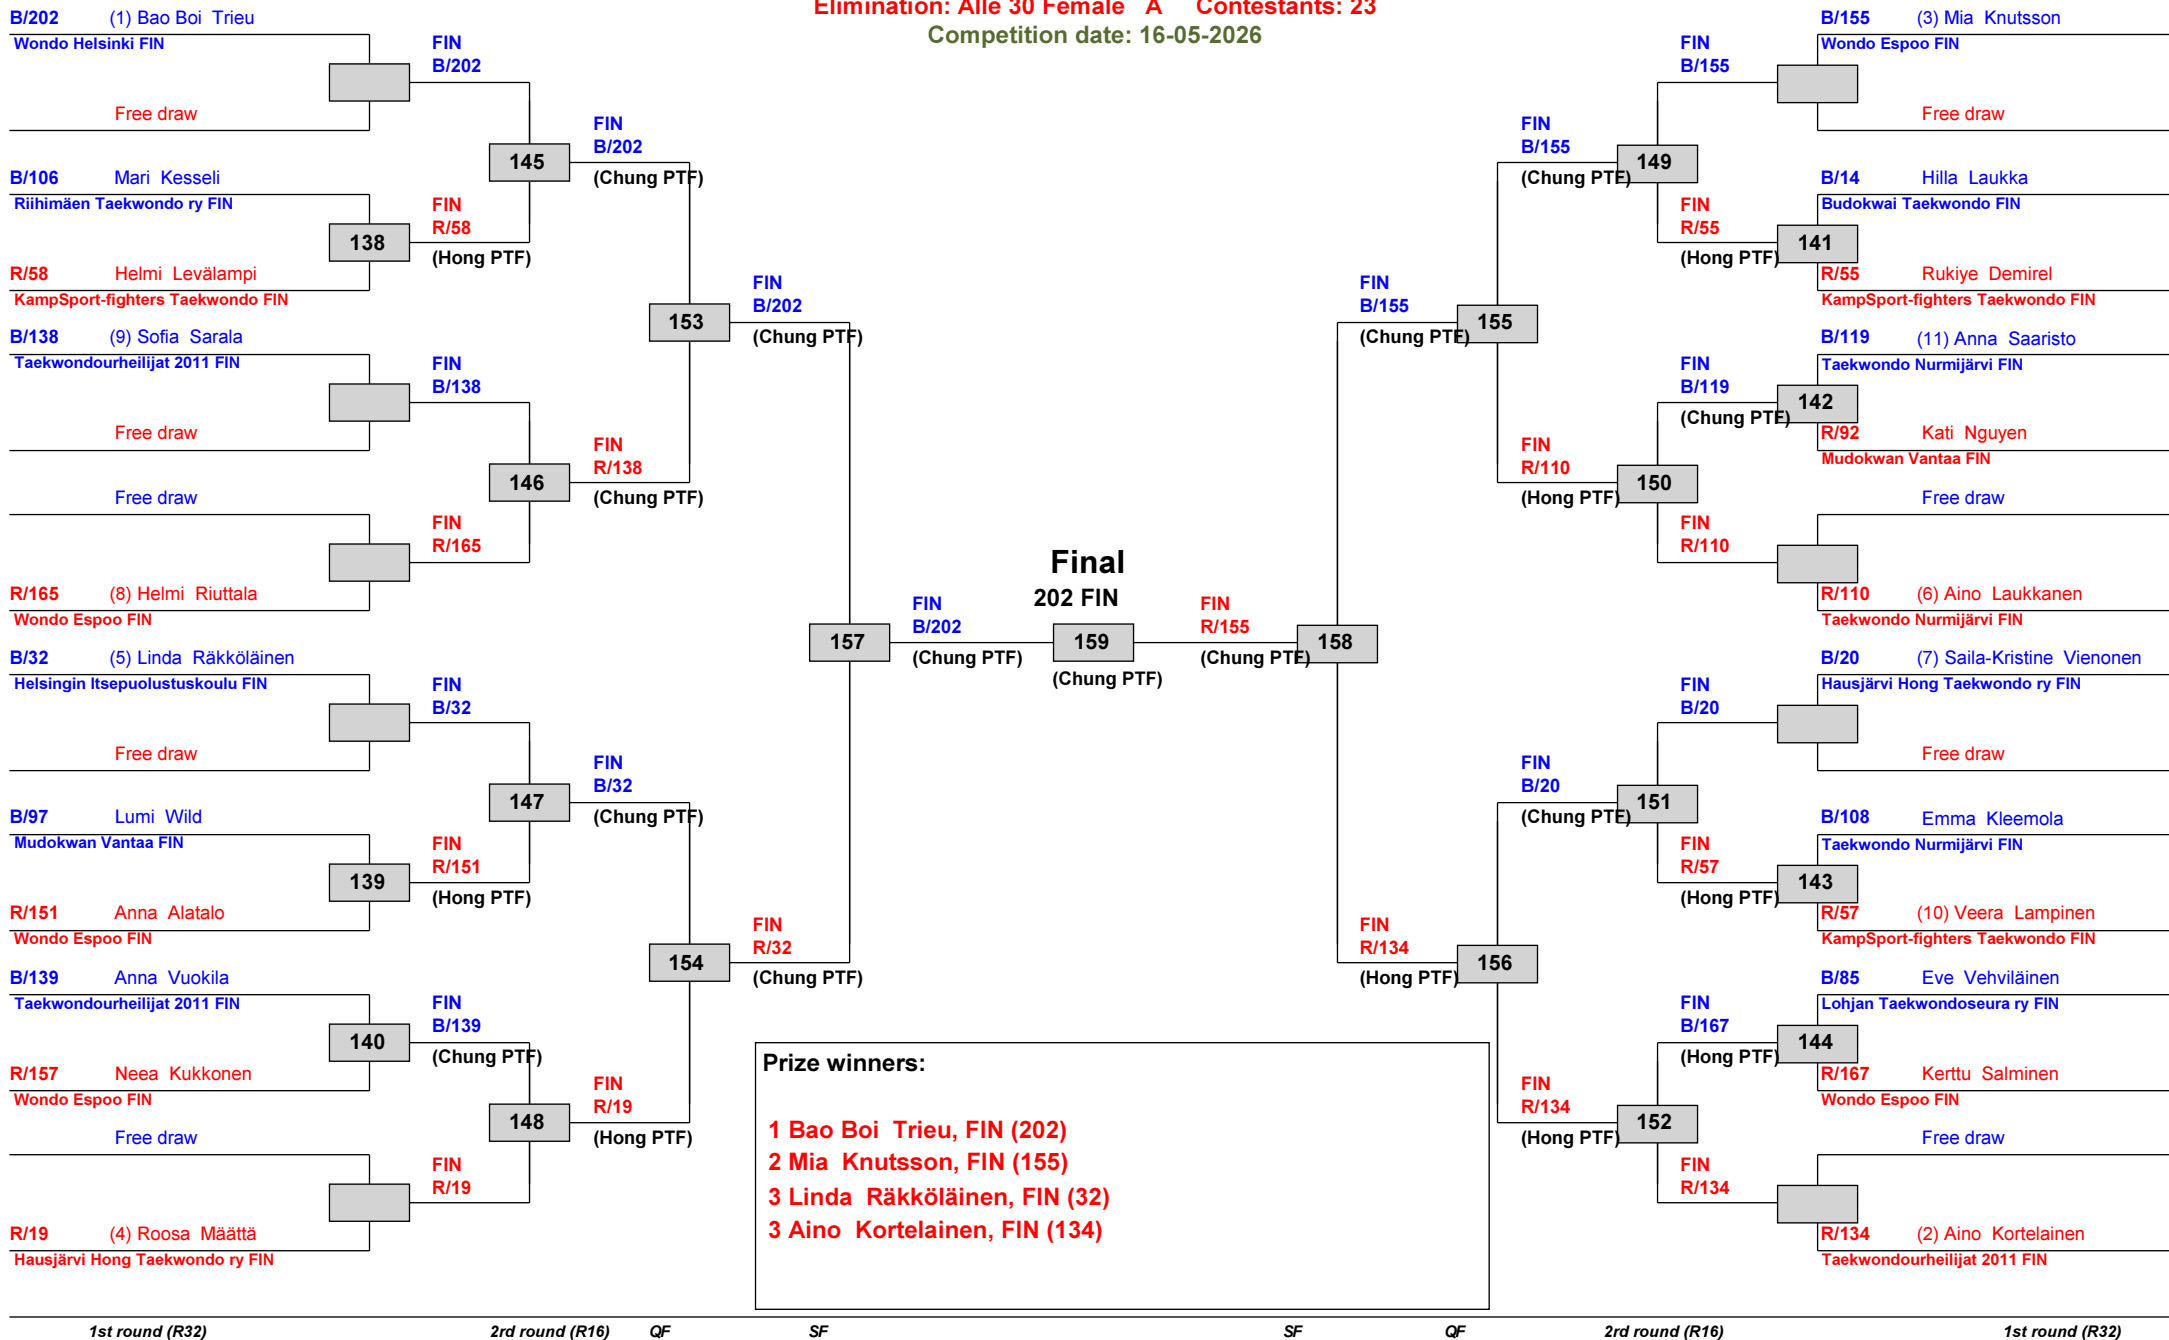 Elimination: Alle 30 Female A Contestants: 23
Competition date: 16-05-2026
B/202 (1) Bao Boi Trieu
Wondo Helsinki FIN
Free draw
B/106 Mari Kesseli
Riihimäen Taekwondo ry FIN
138
R/58 Helmi Levälampi
KampSport-fighters Taekwondo FIN
B/138 (9) Sofia Sarala
Taekwondourheilijat 2011 FIN
Free draw
Free draw
R/165 (8) Helmi Riuttala
Wondo Espoo FIN
B/32 (5) Linda Räkköläinen
Helsingin Itsepuolustuskoulu FIN
Free draw
B/97 Lumi Wild
Mudokwan Vantaa FIN
139
R/151 Anna Alatalo
Wondo Espoo FIN
B/139 Anna Vuokila
Taekwondourheilijat 2011 FIN
140
R/157 Neea Kukkonen
Wondo Espoo FIN
Free draw
R/19 (4) Roosa Määttä
Hausjärvi Hong Taekwondo ry FIN
FIN
B/202
145
FIN
R/58
(Hong PTF)
FIN
B/138
146
FIN
R/165
FIN
B/32
147
FIN
R/151
(Hong PTF)
FIN
B/139
(Chung PTF)
148
FIN
R/19
FIN
B/202
(Chung PTF)
153
FIN
R/138
(Chung PTF)
FIN
B/32
(Chung PTF)
154
FIN
R/19
(Hong PTF)
FIN
B/202
(Chung PTF)
157
FIN
R/32
(Chung PTF)
FIN
B/202
(Chung PTF)
Final
202 FIN
159
(Chung PTF)
FIN
R/155
(Chung PTF)
158
FIN
B/155
(Chung PTF)
155
FIN
R/134
(Hong PTF)
156
FIN
B/155
(Chung PTF)
149
FIN
R/110
(Hong PTF)
150
FIN
B/20
(Chung PTF)
151
FIN
R/134
(Hong PTF)
152
FIN
B/155
FIN
R/55
(Hong PTF)
141
FIN
B/119
(Chung PTF)
142
FIN
R/110
FIN
B/20
FIN
R/57
(Hong PTF)
143
FIN
B/167
(Hong PTF)
144
FIN
R/134
B/155 (3) Mia Knutsson
Wondo Espoo FIN
Free draw
B/14 Hilla Laukka
Budokwai Taekwondo FIN
R/55 Rukiye Demirel
KampSport-fighters Taekwondo FIN
B/119 (11) Anna Saaristo
Taekwondo Nurmijärvi FIN
R/92 Kati Nguyen
Mudokwan Vantaa FIN
Free draw
R/110 (6) Aino Laukkanen
Taekwondo Nurmijärvi FIN
B/20 (7) Saila-Kristine Vienonen
Hausjärvi Hong Taekwondo ry FIN
Free draw
B/108 Emma Kleemola
Taekwondo Nurmijärvi FIN
R/57 (10) Veera Lampinen
KampSport-fighters Taekwondo FIN
B/85 Eve Vehviläinen
Lohjan Taekwondoseura ry FIN
R/167 Kerttu Salminen
Wondo Espoo FIN
Free draw
R/134 (2) Aino Kortelainen
Taekwondourheilijat 2011 FIN
Prize winners:
1 Bao Boi Trieu, FIN (202)
2 Mia Knutsson, FIN (155)
3 Linda Räkköläinen, FIN (32)
3 Aino Kortelainen, FIN (134)
1st round (R32) 2rd round (R16) QF SF SF QF 2rd round (R16) 1st round (R32)